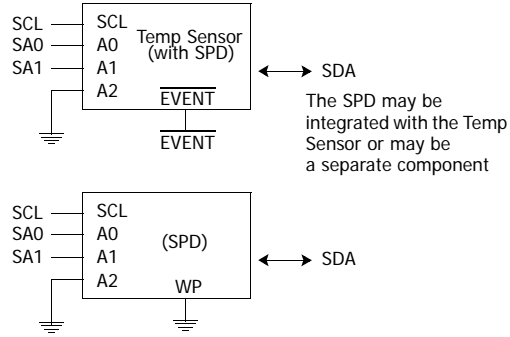 SCL SCL
SA0 A0 Temp Sensor
(with SPD)
SA1 A1 SDA
A2 EVENT
EVENT
The SPD may be
integrated with the Temp
Sensor or may be
a separate component
SCL SCL
SA0 A0 (SPD)
SA1 A1 SDA
A2 WP